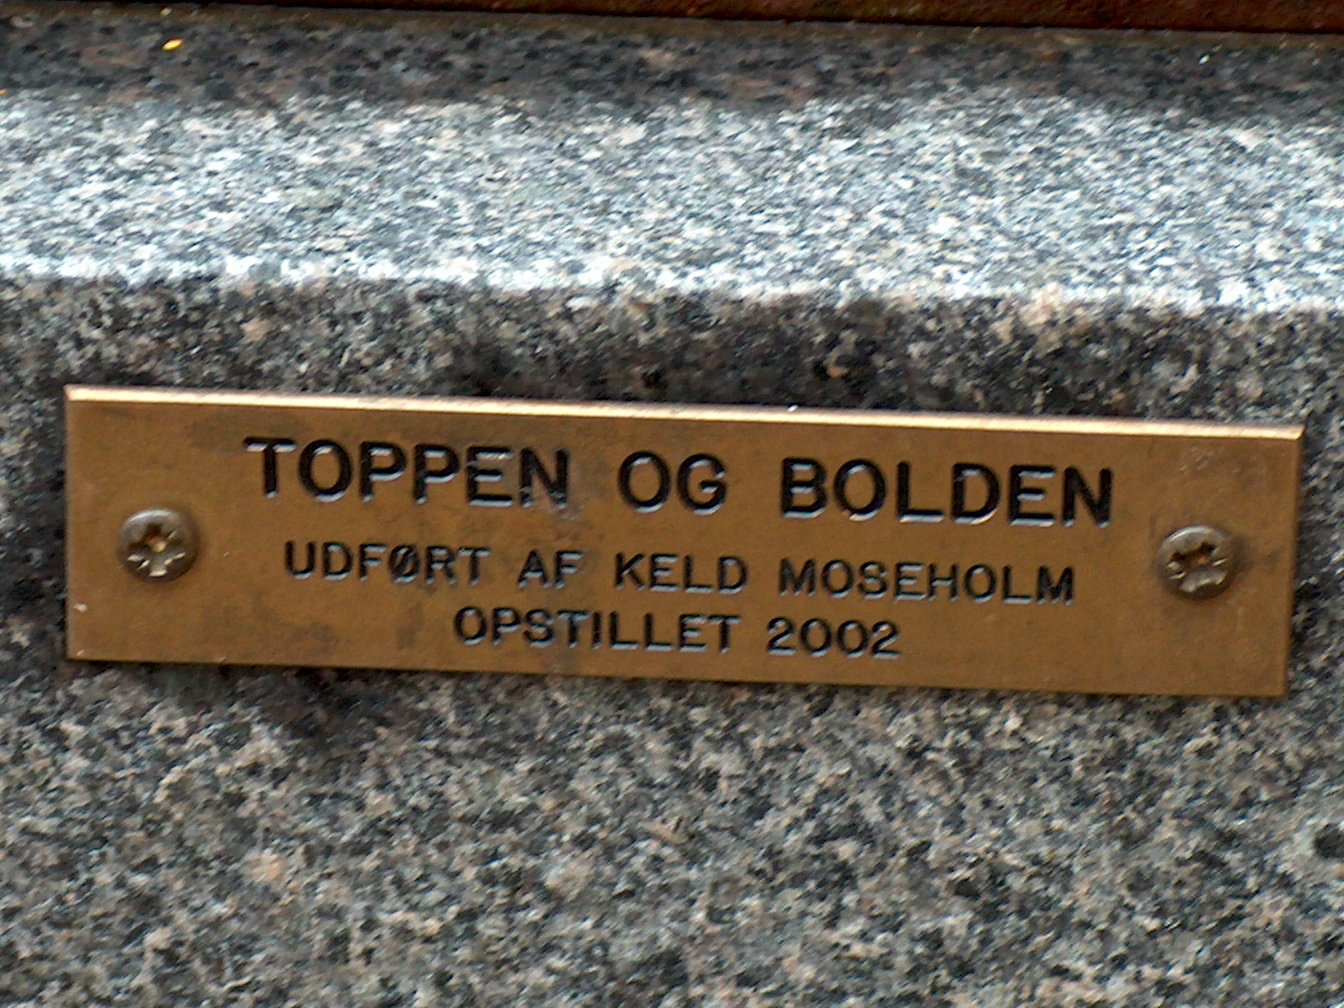 TOPPEN OG BOLDEN
UDFØRT AF KELD MOSEHOLM
OPSTILLET 2002